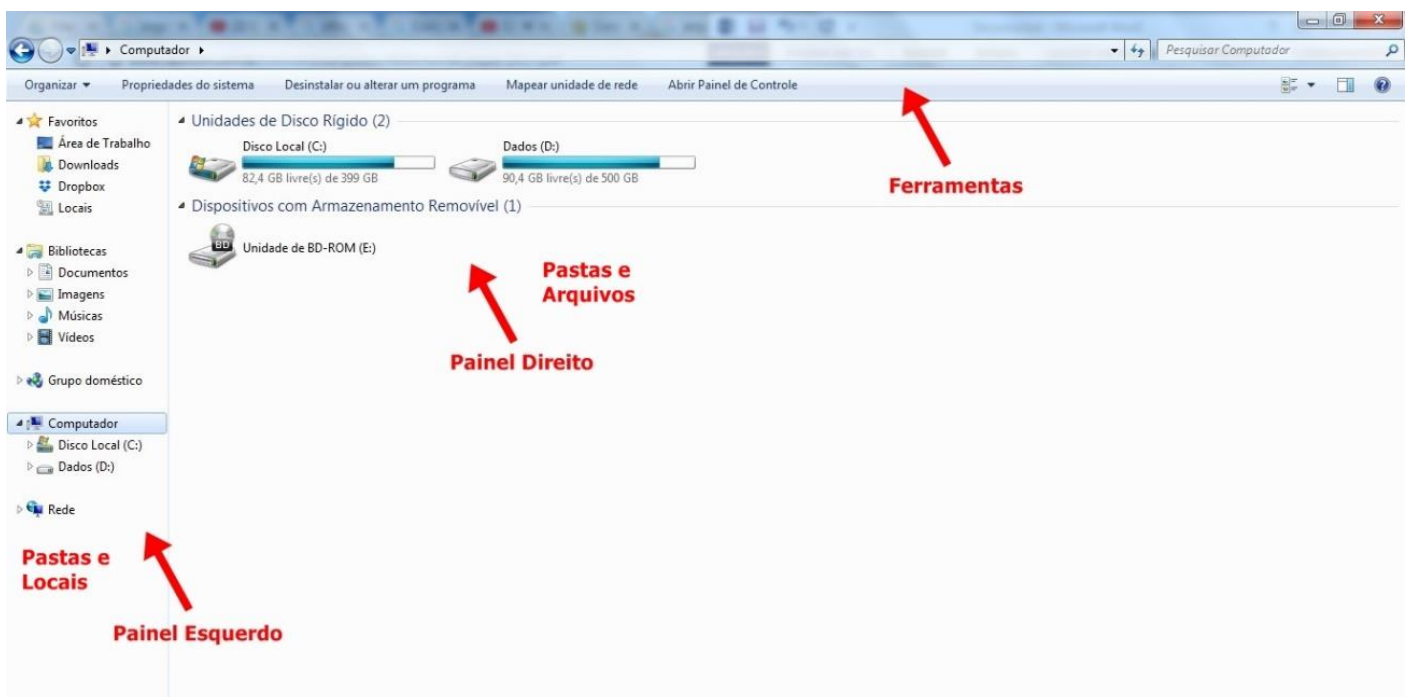 Computador
Pesquisar Computador
Organizar
Propriedades do sistema
Desinstalar ou alterar um programa
Mapear unidade de rede
Abrir Painel de Controle
Ferramentas
Favoritos
Área de Trabalho
Downloads
Dropbox
Locais
Bibliotecas
Documentos
Imagens
Músicas
Vídeos
Grupo doméstico
Computador
Disco Local (C:)
Dados (D:)
Rede
Pastas e
Locais
Painel Esquerdo
Unidades de Disco Rígido (2)
Disco Local (C:)
82,4 GB livre(s) de 399 GB
Dados (D:)
90,4 GB livre(s) de 500 GB
Dispositivos com Armazenamento Removível (1)
BD
Unidade de BD-ROM (E:)
Pastas e
Arquivos
Painel Direito